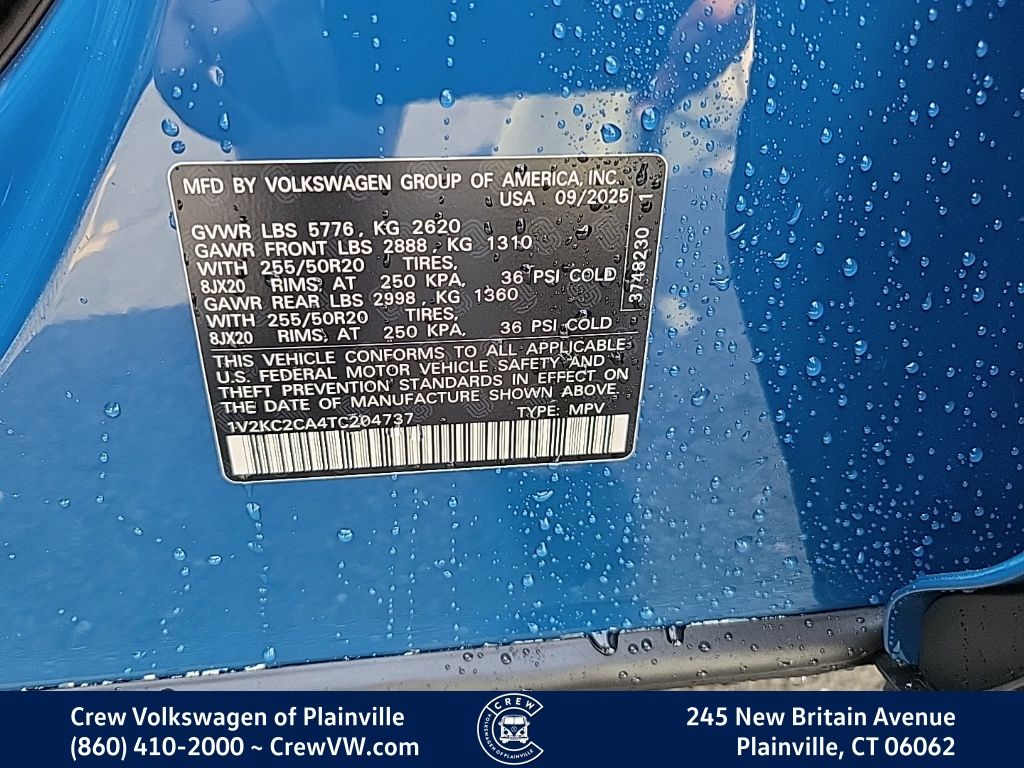 MFD BY VOLKSWAGEN GROUP OF AMERICA, INC.
USA 09/2025
GVWR LBS 5776, KG 2620
GAWR FRONT LBS 2888, KG 1310
WITH 255/50R20 TIRES,
8JX20 RIMS, AT 250 KPA, 36 PSI COLD
GAWR REAR LBS 2998, KG 1360
WITH 255/50R20 TIRES,
8JX20 RIMS, AT 250 KPA, 36 PSI COLD
THIS VEHICLE CONFORMS TO ALL APPLICABLE
U.S. FEDERAL MOTOR VEHICLE SAFETY AND
THEFT PREVENTION STANDARDS IN EFFECT ON
THE DATE OF MANUFACTURE SHOWN ABOVE
1V2KC2CA4TC204737 TYPE: MPV
3748230 1
Crew Volkswagen of Plainville
(860) 410-2000 ~ CrewVW.com
CREW
VOLKSWAGEN OF PLAINVILLE
245 New Britain Avenue
Plainville, CT 06062